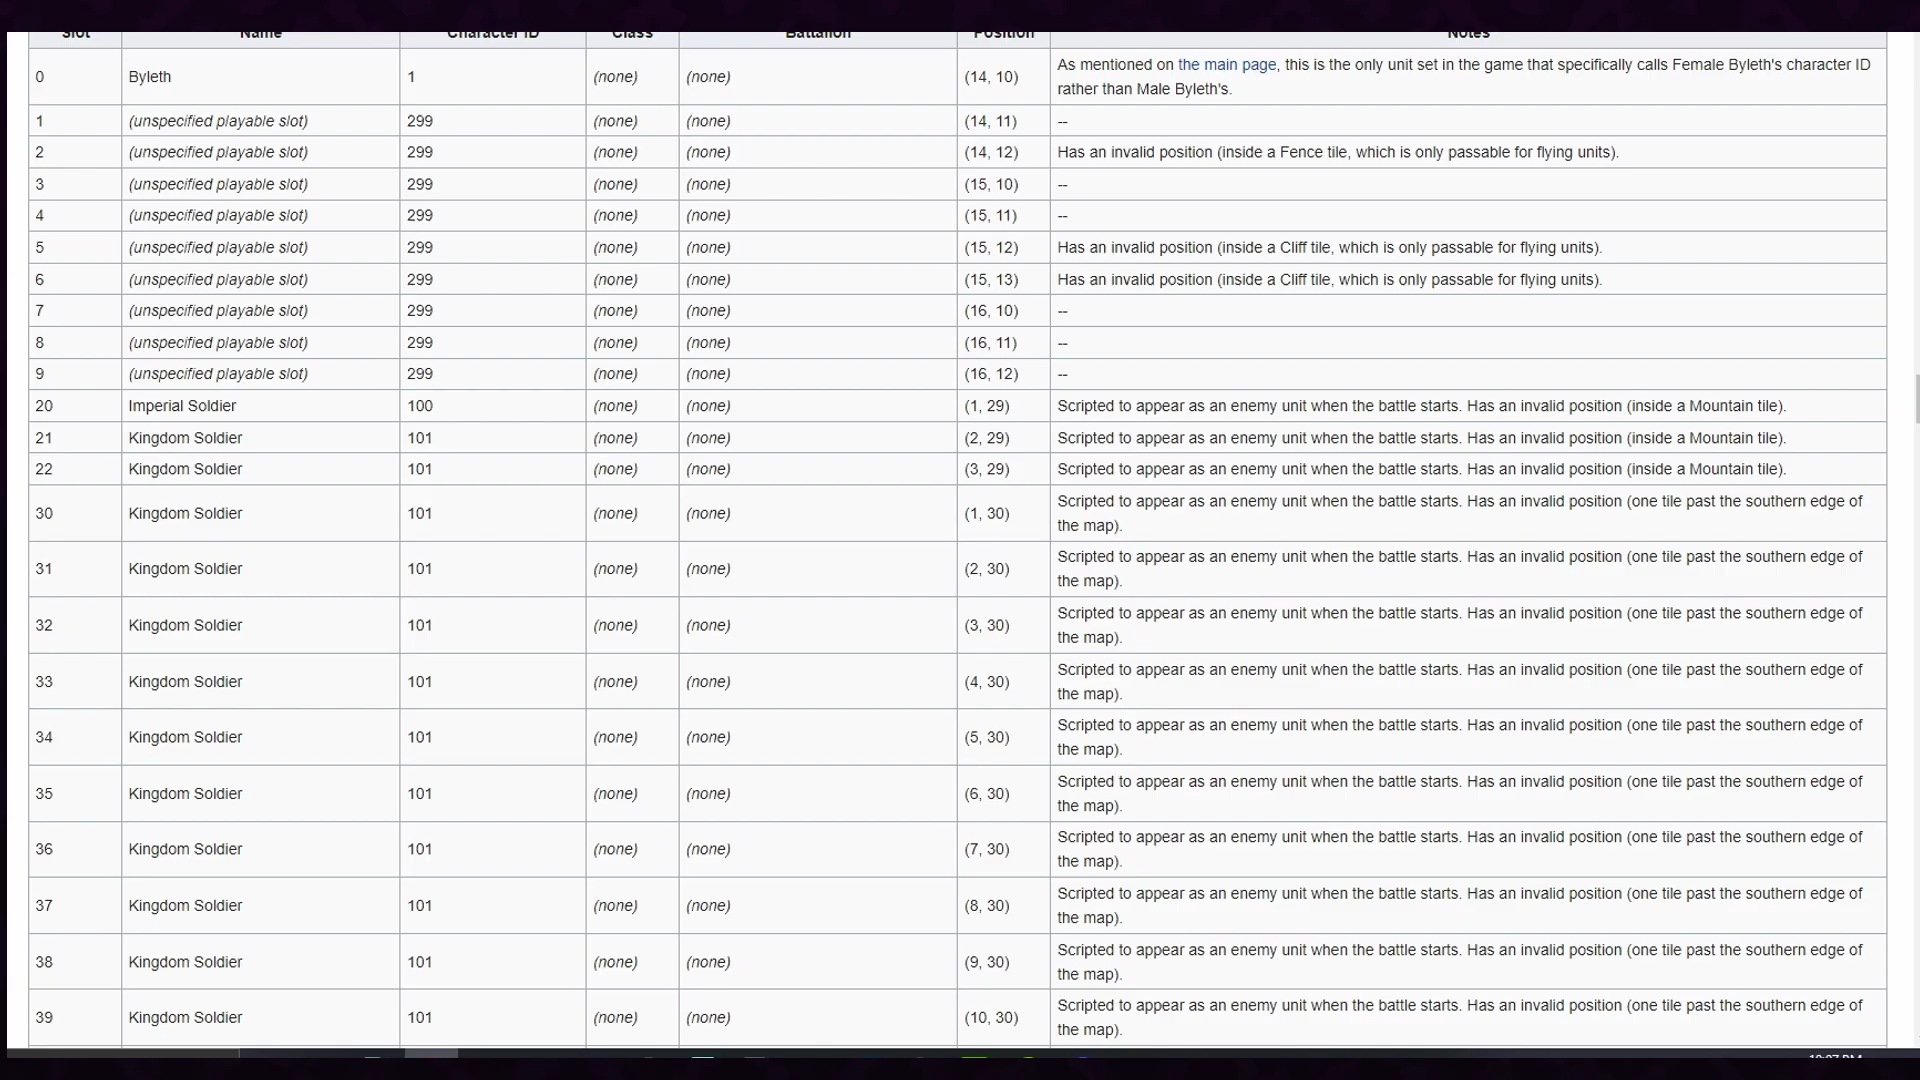 Slot Name Character ID Class Battalion Position Notes
0 Byleth 1 (none) (none) (14, 10) As mentioned on the main page, this is the only unit set in the game that specifically calls Female Byleth's character ID
rather than Male Byleth's.
1 (unspecified playable slot) 299 (none) (none) (14, 11) --
2 (unspecified playable slot) 299 (none) (none) (14, 12) Has an invalid position (inside a Fence tile, which is only passable for flying units).
3 (unspecified playable slot) 299 (none) (none) (15, 10) --
4 (unspecified playable slot) 299 (none) (none) (15, 11) --
5 (unspecified playable slot) 299 (none) (none) (15, 12) Has an invalid position (inside a Cliff tile, which is only passable for flying units).
6 (unspecified playable slot) 299 (none) (none) (15, 13) Has an invalid position (inside a Cliff tile, which is only passable for flying units).
7 (unspecified playable slot) 299 (none) (none) (16, 10) --
8 (unspecified playable slot) 299 (none) (none) (16, 11) --
9 (unspecified playable slot) 299 (none) (none) (16, 12) --
20 Imperial Soldier 100 (none) (none) (1, 29) Scripted to appear as an enemy unit when the battle starts. Has an invalid position (inside a Mountain tile).
21 Kingdom Soldier 101 (none) (none) (2, 29) Scripted to appear as an enemy unit when the battle starts. Has an invalid position (inside a Mountain tile).
22 Kingdom Soldier 101 (none) (none) (3, 29) Scripted to appear as an enemy unit when the battle starts. Has an invalid position (inside a Mountain tile).
30 Kingdom Soldier 101 (none) (none) (1, 30) Scripted to appear as an enemy unit when the battle starts. Has an invalid position (one tile past the southern edge of
the map).
31 Kingdom Soldier 101 (none) (none) (2, 30) Scripted to appear as an enemy unit when the battle starts. Has an invalid position (one tile past the southern edge of
the map).
32 Kingdom Soldier 101 (none) (none) (3, 30) Scripted to appear as an enemy unit when the battle starts. Has an invalid position (one tile past the southern edge of
the map).
33 Kingdom Soldier 101 (none) (none) (4, 30) Scripted to appear as an enemy unit when the battle starts. Has an invalid position (one tile past the southern edge of
the map).
34 Kingdom Soldier 101 (none) (none) (5, 30) Scripted to appear as an enemy unit when the battle starts. Has an invalid position (one tile past the southern edge of
the map).
35 Kingdom Soldier 101 (none) (none) (6, 30) Scripted to appear as an enemy unit when the battle starts. Has an invalid position (one tile past the southern edge of
the map).
36 Kingdom Soldier 101 (none) (none) (7, 30) Scripted to appear as an enemy unit when the battle starts. Has an invalid position (one tile past the southern edge of
the map).
37 Kingdom Soldier 101 (none) (none) (8, 30) Scripted to appear as an enemy unit when the battle starts. Has an invalid position (one tile past the southern edge of
the map).
38 Kingdom Soldier 101 (none) (none) (9, 30) Scripted to appear as an enemy unit when the battle starts. Has an invalid position (one tile past the southern edge of
the map).
39 Kingdom Soldier 101 (none) (none) (10, 30) Scripted to appear as an enemy unit when the battle starts. Has an invalid position (one tile past the southern edge of
the map).